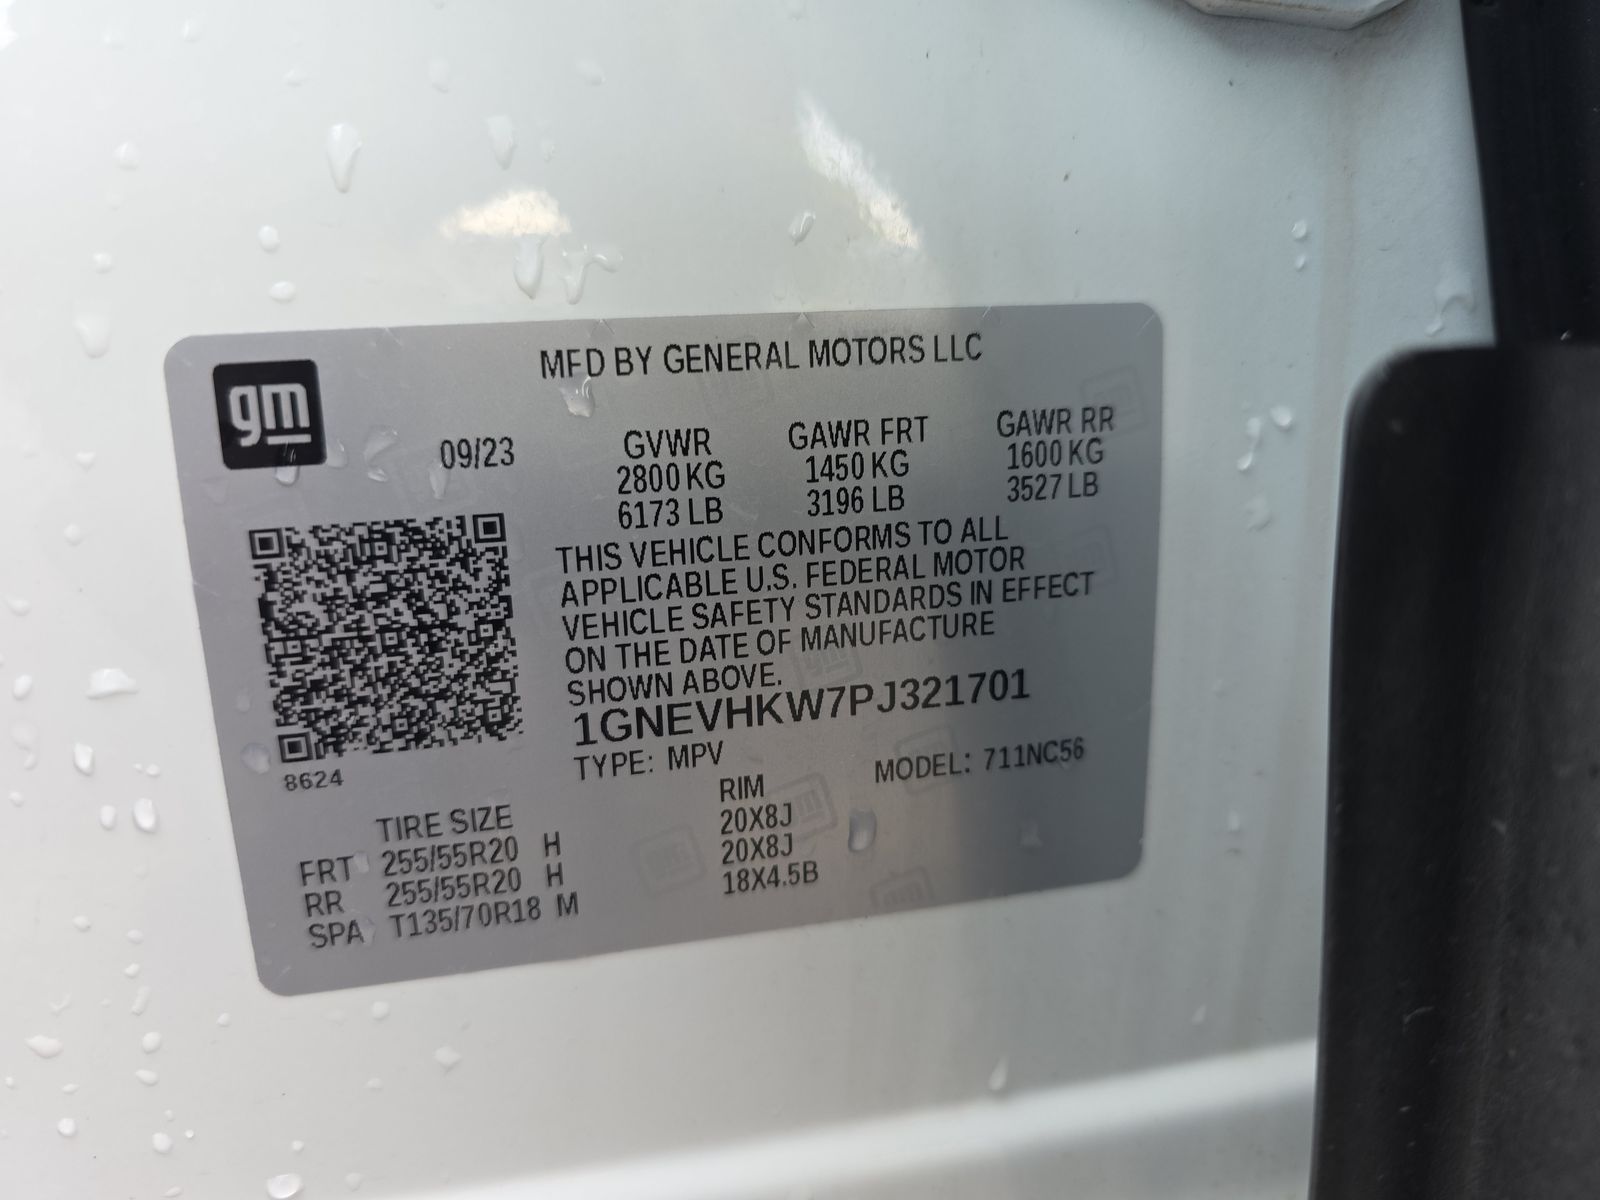 gm
MFD BY GENERAL MOTORS LLC
09/23
GVWR
2800 KG
6173 LB
GAWR FRT
1450 KG
3196 LB
GAWR RR
1600 KG
3527 LB
THIS VEHICLE CONFORMS TO ALL
APPLICABLE U.S. FEDERAL MOTOR
VEHICLE SAFETY STANDARDS IN EFFECT
ON THE DATE OF MANUFACTURE
SHOWN ABOVE.
1GNEVHKW7PJ321701
TYPE: MPV
MODEL: 711NC56
8624
TIRE SIZE RIM
FRT 255/55R20 H 20X8J
RR 255/55R20 H 20X8J
SPA T135/70R18 M 18X4.5B